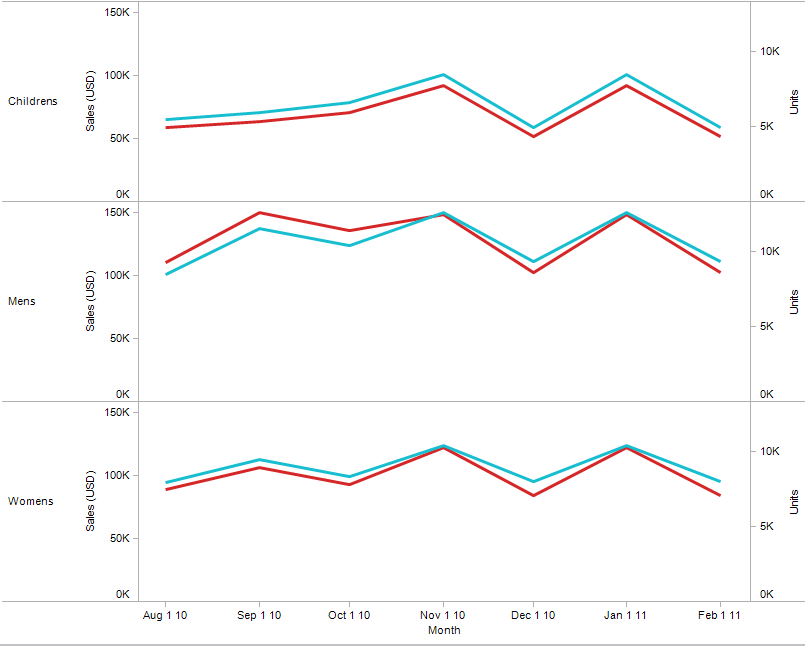 150K
100K
50K
0K
Childrens
Sales (USD)
10K
5K
0K
Units
150K
100K
50K
0K
Mens
Sales (USD)
10K
5K
0K
Units
150K
100K
50K
0K
Womens
Sales (USD)
10K
5K
0K
Units
Aug 1 10 Sep 1 10 Oct 1 10 Nov 1 10 Dec 1 10 Jan 1 11 Feb 1 11
Month